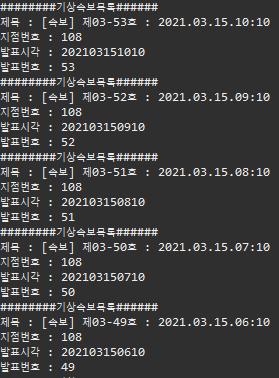 ########기상속보목록######
제목 : [속보] 제03-53호 : 2021.03.15.10:10
지점번호 : 108
발표시각 : 202103151010
발표번호 : 53
########기상속보목록######
제목 : [속보] 제03-52호 : 2021.03.15.09:10
지점번호 : 108
발표시각 : 202103150910
발표번호 : 52
########기상속보목록######
제목 : [속보] 제03-51호 : 2021.03.15.08:10
지점번호 : 108
발표시각 : 202103150810
발표번호 : 51
########기상속보목록######
제목 : [속보] 제03-50호 : 2021.03.15.07:10
지점번호 : 108
발표시각 : 202103150710
발표번호 : 50
########기상속보목록######
제목 : [속보] 제03-49호 : 2021.03.15.06:10
지점번호 : 108
발표시각 : 202103150610
발표번호 : 49